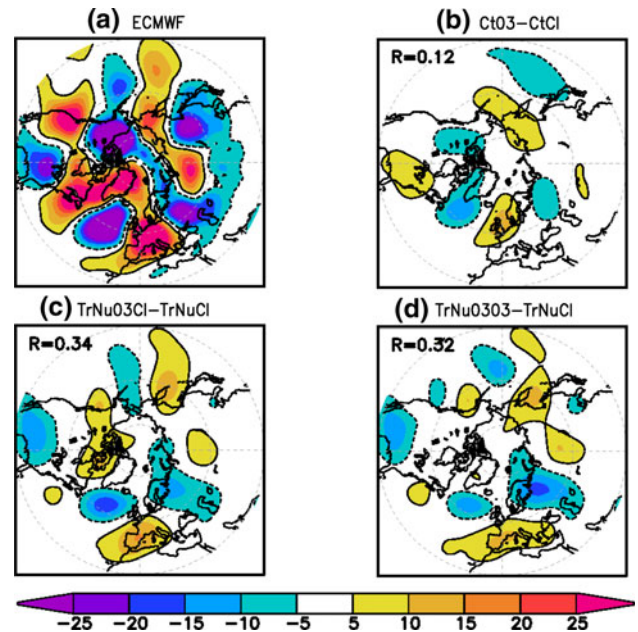 (a) ECMWF
(b) Ct03-CtCl
R=0.12
(c) TrNu03Cl-TrNuCl
R=0.34
(d) TrNu0303-TrNuCl
R=0.32
-25 -20 -15 -10 -5 5 10 15 20 25